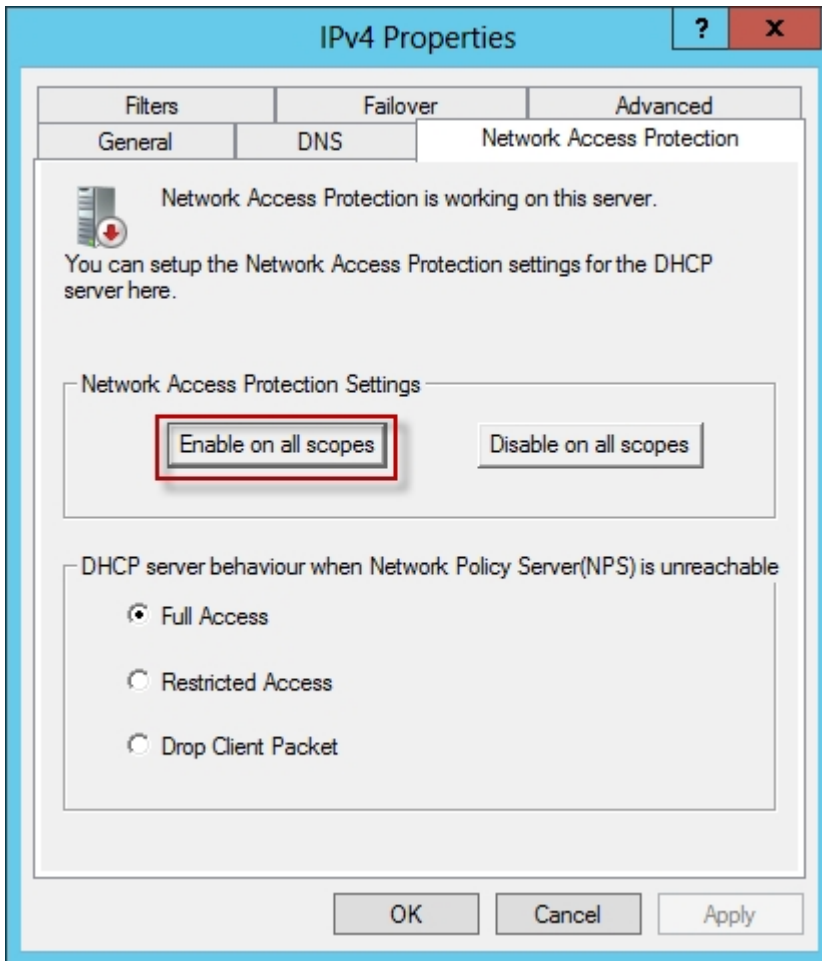 IPv4 Properties
?
x
Filters
Failover
Advanced
General
DNS
Network Access Protection
Network Access Protection is working on this server.
You can setup the Network Access Protection settings for the DHCP
server here.
Network Access Protection Settings
Enable on all scopes
Disable on all scopes
DHCP server behaviour when Network Policy Server(NPS) is unreachable
Full Access
Restricted Access
Drop Client Packet
OK
Cancel
Apply